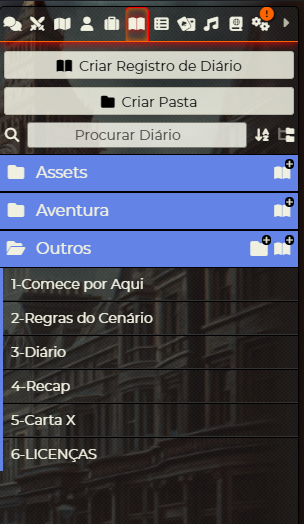 Criar Registro de Diário
Criar Pasta
Procurar Diário
Assets
Aventura
Outros
1-Comece por Aqui
2-Regras do Cenário
3-Diário
4-Recap
5-Carta X
6-LICENÇAS